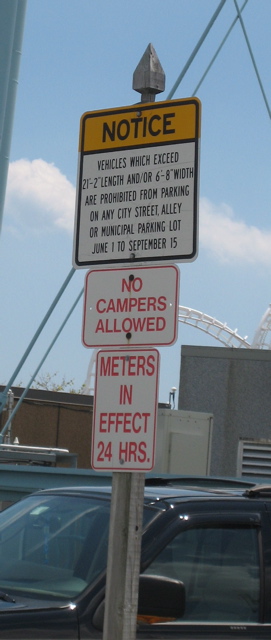 NOTICE
VEHICLES WHICH EXCEED
21'-2" LENGTH AND/OR 6'-8" WIDTH
ARE PROHIBITED FROM PARKING
ON ANY CITY STREET, ALLEY
OR MUNICIPAL PARKING LOT
JUNE 1 TO SEPTEMBER 15
NO
CAMPERS
ALLOWED
METERS
IN
EFFECT
24 HRS.